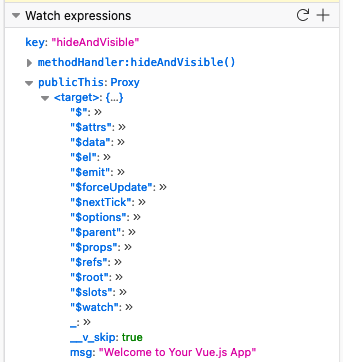 Watch expressions
key: "hideAndVisible"
methodHandler:hideAndVisible()
publicThis: Proxy
<target>: {…}
"$": »
"$attrs": »
"$data": »
"$el": »
"$emit": »
"$forceUpdate": »
"$nextTick": »
"$options": »
"$parent": »
"$props": »
"$refs": »
"$root": »
"$slots": »
"$watch": »
_: »
__v_skip: true
msg: "Welcome to Your Vue.js App"